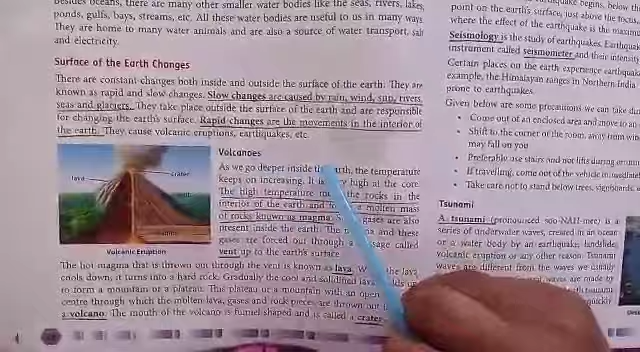 Besides oceans, there are many other smaller water bodies like the seas, rivers, lakes,
ponds, gulfs, bays, streams, etc. All these water bodies are useful to us in many ways.
They are home to many water animals and are also a source of water transport, salt
and electricity.
Surface of the Earth Changes
There are constant changes both inside and outside the surface of the earth. They are
known as rapid and slow changes. Slow changes are caused by rain, wind, sun, rivers,
seas and glaciers. They take place outside the surface of the earth and are responsible
for changing the earth's surface. Rapid changes are the movements in the interior of
the earth. They cause volcanic eruptions, earthquakes, etc.
lava
crater
vent
Volcanic Eruption
Volcanoes
As we go deeper inside the earth, the temperature
keeps on increasing. It is very high at the core.
The high temperature the rocks in the
interior of the earth and a molten mass
of rocks known as magma. gases are also
present inside the earth. The and these
gases are forced out through a called
vent up to the earth's surface.
The hot magma that is thrown out through the vent is known as lava. the lava
cools down, it turns into a hard rock. Gradually the cool and solidified lava up
to form a mountain or a plateau. This plateau or a mountain with an open
centre through which the molten lava, gases and rock pieces are thrown out is
a volcano. The mouth of the volcano is funnel shaped and is called a crater.
earthquake begins, below the
point on the earth's surface, just above the focus,
where the effect of the earthquake is the maximum
Seismology is the study of earthquakes.
instrument called seismometer and their intensity
Certain places on the earth experience
example, the Himalayan ranges in Northern India
prone to earthquakes.
Given below are some precautions we can take
• Come out of an enclosed area and move to an
• Shift to the corner of the room, away from
may fall on you
• Preferable use stairs and not lifts during
• If travelling, come out of the vehicle immediately
• Take care not to stand below trees, signboards,
Tsunami
A tsunami (pronounced soo-NAH-mee) is a
series of underwater waves, created in an ocean
or a water body by an earthquake, landslide,
volcanic eruption or any other reason. Tsunami
waves are different from the waves we usually
waves are made by
tsunami
quickly